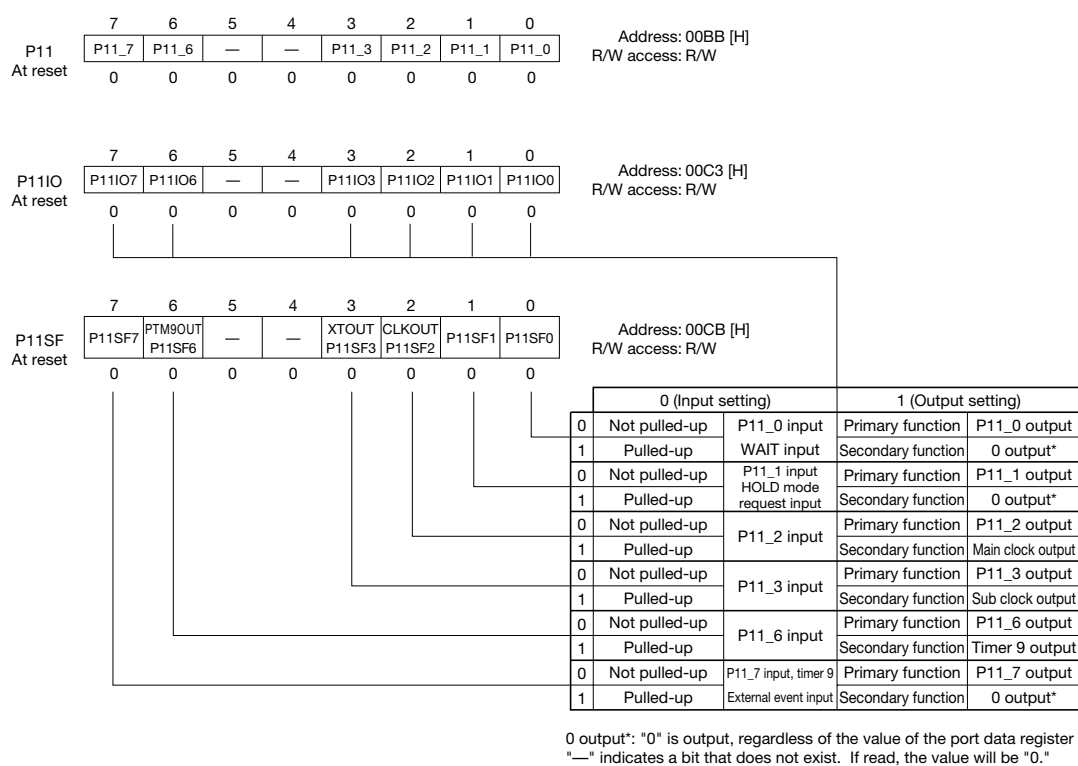 7 6 5 4 3 2 1 0
P11 P11_7 P11_6 — — P11_3 P11_2 P11_1 P11_0
At reset 0 0 0 0 0 0 0 0
Address: 00BB [H]
R/W access: R/W
7 6 5 4 3 2 1 0
P11IO P11IO7 P11IO6 — — P11IO3 P11IO2 P11IO1 P11IO0
At reset 0 0 0 0 0 0 0 0
Address: 00C3 [H]
R/W access: R/W
7 6 5 4 3 2 1 0
P11SF P11SF7 PTM9OUT P11SF6 — — XTOUT P11SF3 CLKOUT P11SF2 P11SF1 P11SF0
At reset 0 0 0 0 0 0 0 0
Address: 00CB [H]
R/W access: R/W
0 (Input setting) 1 (Output setting)
0 Not pulled-up P11_0 input Primary function P11_0 output
1 Pulled-up WAIT input Secondary function 0 output*
0 Not pulled-up P11_1 input HOLD mode request input Primary function P11_1 output
1 Pulled-up Secondary function 0 output*
0 Not pulled-up P11_2 input Primary function P11_2 output
1 Pulled-up Secondary function Main clock output
0 Not pulled-up P11_3 input Primary function P11_3 output
1 Pulled-up Secondary function Sub clock output
0 Not pulled-up P11_6 input Primary function P11_6 output
1 Pulled-up Secondary function Timer 9 output
0 Not pulled-up P11_7 input, timer 9 Primary function P11_7 output
1 Pulled-up External event input Secondary function 0 output*
0 output*: "0" is output, regardless of the value of the port data register
"—" indicates a bit that does not exist. If read, the value will be "0."